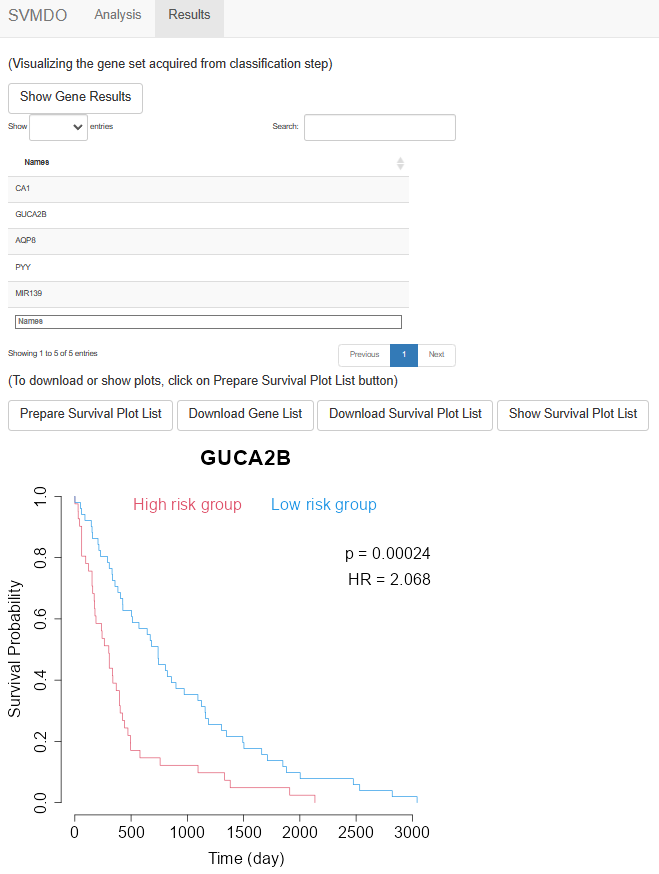 SVMDO Analysis Results
(Visualizing the gene set acquired from classification step)
Show Gene Results
Show entries Search:
Names
CA1
GUCA2B
AQP8
PYY
MIR139
Names
Showing 1 to 5 of 5 entries Previous 1 Next
(To download or show plots, click on Prepare Survival Plot List button)
Prepare Survival Plot List Download Gene List Download Survival Plot List Show Survival Plot List
GUCA2B
High risk group Low risk group
p = 0.00024
HR = 2.068
Survival Probability
1.0
0.8
0.6
0.4
0.2
0.0
0 500 1000 1500 2000 2500 3000
Time (day)